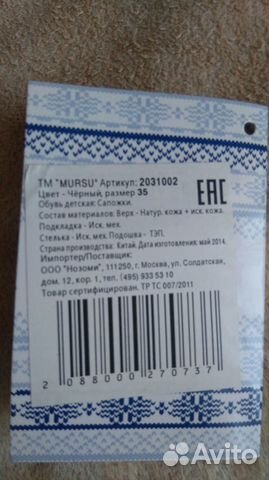 ТМ "MURSU" Артикул: 2031002
Цвет - Чёрный, размер 35
Обувь детская: Сапожки.
Состав материалов: Верх - Натур. кожа + иск. кожа.
Подкладка - Иск. мех.
Стелька - Иск. мех. Подошва - ТЭП.
Страна производства: Китай. Дата изготовления: май 2014.
Импортер/Поставщик:
ООО "Нозоми", 111250, г. Москва, ул. Солдатская,
дом. 12, кор. 1, тел. (495) 933 53 10
Товар сертифицирован. ТР ТС 007/2011
EAC
2 088000 270737
Avito